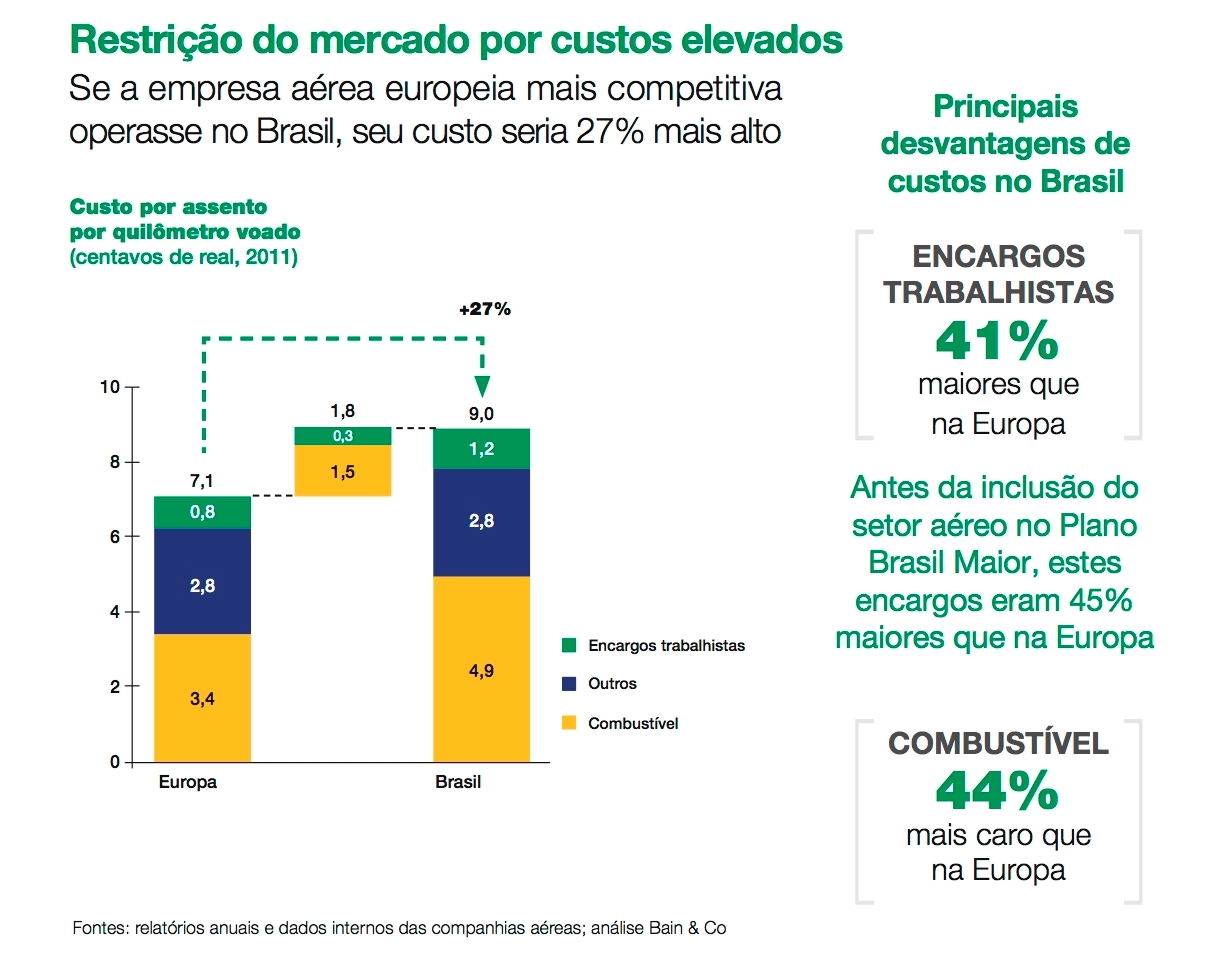 Restrição do mercado por custos elevados
Se a empresa aérea europeia mais competitiva
operasse no Brasil, seu custo seria 27% mais alto
Custo por assento
por quilômetro voado
(centavos de real, 2011)
+27%
10
8
6
4
2
0
7,1
0,8
2,8
3,4
Europa
1,8
0,3
1,5
9,0
1,2
2,8
4,9
Brasil
Encargos trabalhistas
Outros
Combustível
Principais
desvantagens de
custos no Brasil
ENCARGOS
TRABALHISTAS
41%
maiores que
na Europa
Antes da inclusão do
setor aéreo no Plano
Brasil Maior, estes
encargos eram 45%
maiores que na Europa
COMBUSTÍVEL
44%
mais caro que
na Europa
Fontes: relatórios anuais e dados internos das companhias aéreas; análise Bain & Co